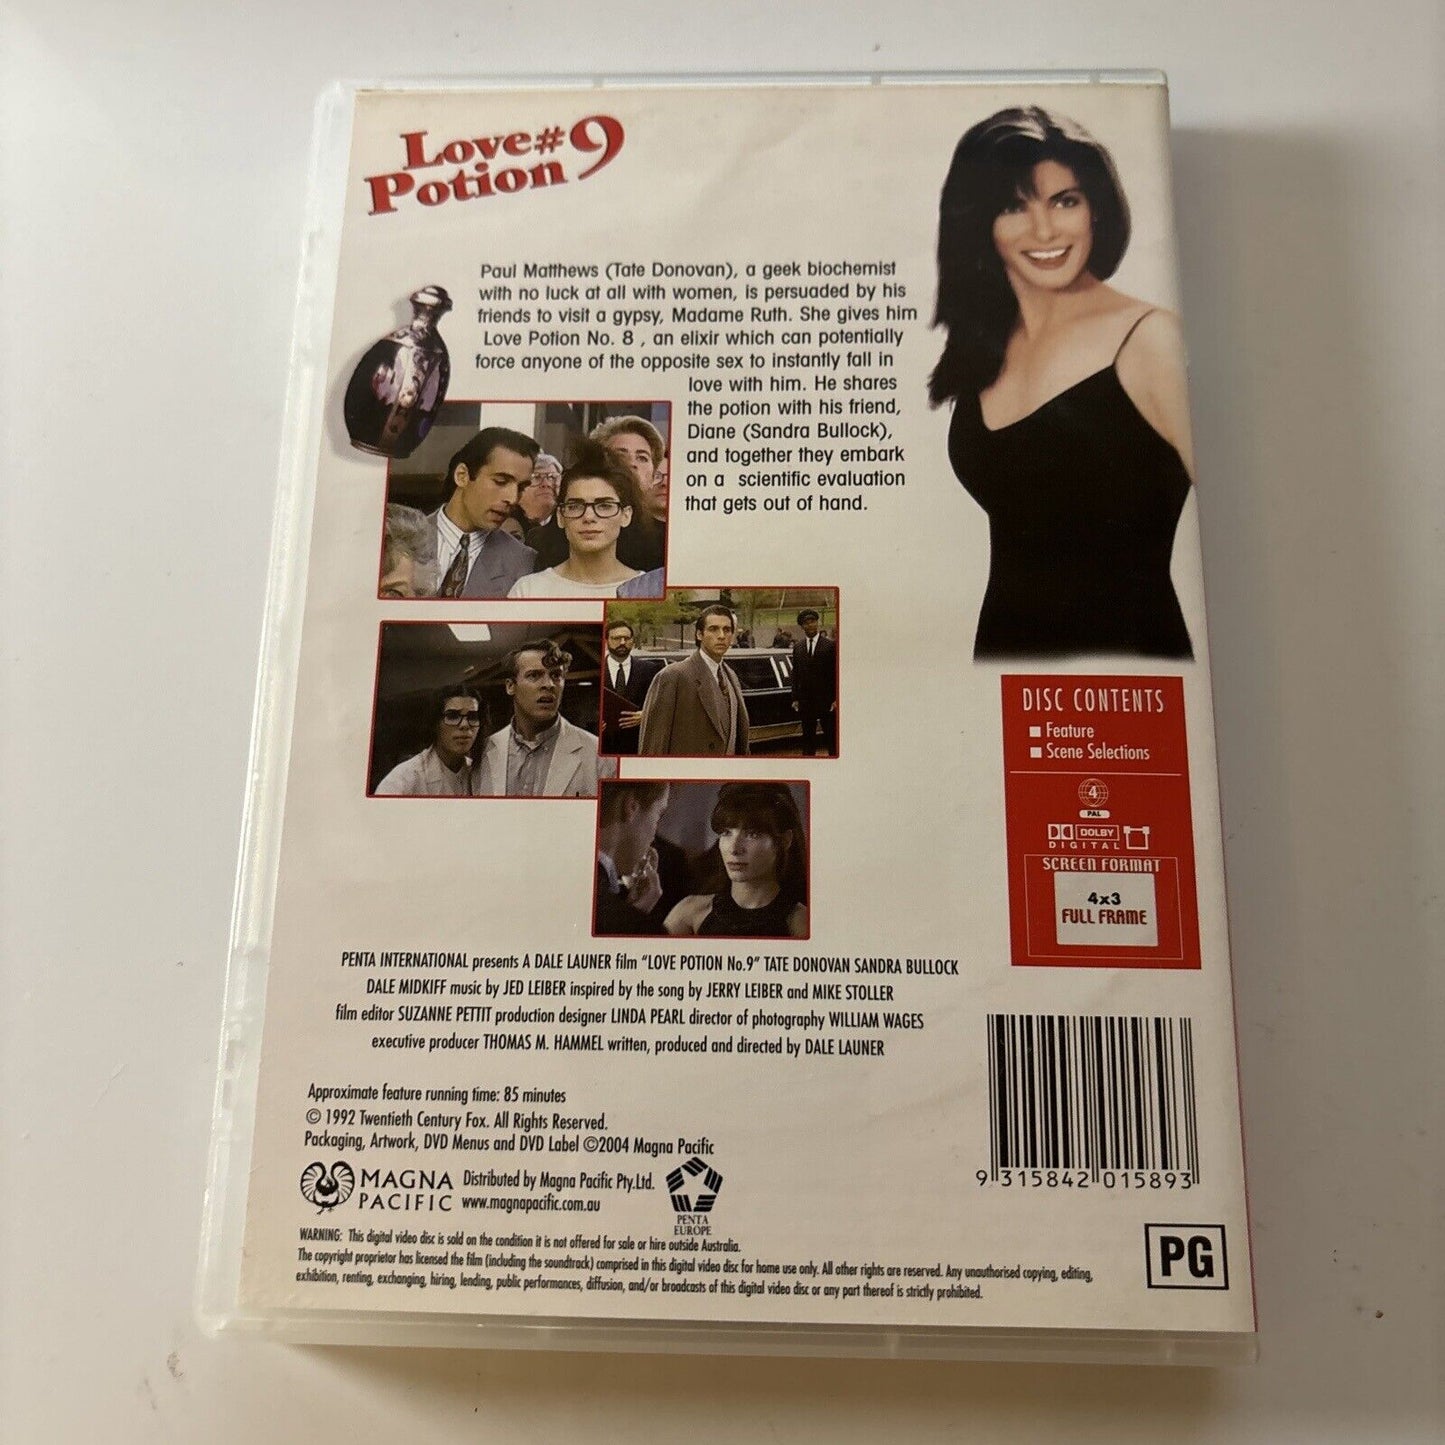 Love #9
Potion
Paul Matthews (Tate Donovan), a geek biochemist
with no luck at all with women, is persuaded by his
friends to visit a gypsy, Madame Ruth. She gives him
Love Potion No. 8 , an elixir which can potentially
force anyone of the opposite sex to instantly fall in
love with him. He shares
the potion with his friend,
Diane (Sandra Bullock),
and together they embark
on a scientific evaluation
that gets out of hand.
DISC CONTENTS
Feature
Scene Selections
4
PAL
DOLBY
DIGITAL
SCREEN FORMAT
4x3
FULL FRAME
PENTA INTERNATIONAL presents A DALE LAUNER film "LOVE POTION No.9" TATE DONOVAN SANDRA BULLOCK
DALE MIDKIFF music by JED LEIBER inspired by the song by JERRY LEIBER and MIKE STOLLER
film editor SUZANNE PETTIT production designer LINDA PEARL director of photography WILLIAM WAGES
executive producer THOMAS M. HAMMEL written, produced and directed by DALE LAUNER
Approximate feature running time: 85 minutes
© 1992 Twentieth Century Fox. All Rights Reserved.
Packaging, Artwork, DVD Menus and DVD Label ©2004 Magna Pacific
MAGNA
PACIFIC
Distributed by Magna Pacific Pty.Ltd.
www.magnapacific.com.au
PENTA
EUROPE
9 315842 015893
WARNING: This digital video disc is sold on the condition it is not offered for sale or hire outside Australia.
The copyright proprietor has licensed the film (including the soundtrack) comprised in this digital video disc for home use only. All other rights are reserved. Any unauthorised copying, editing,
exhibition, renting, exchanging, hiring, lending, public performances, diffusion, and/or broadcasts of this digital video disc or any part thereof is strictly prohibited.
PG